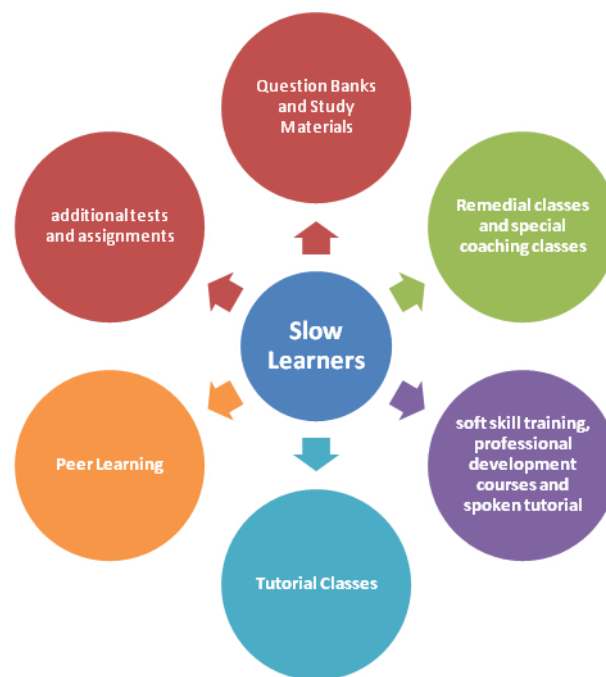 Question Banks
and Study
Materials
additional tests
and assignments
Remedial classes
and special
coaching classes
Slow
Learners
Peer Learning
soft skill training,
professional
development
courses and
spoken tutorial
Tutorial Classes